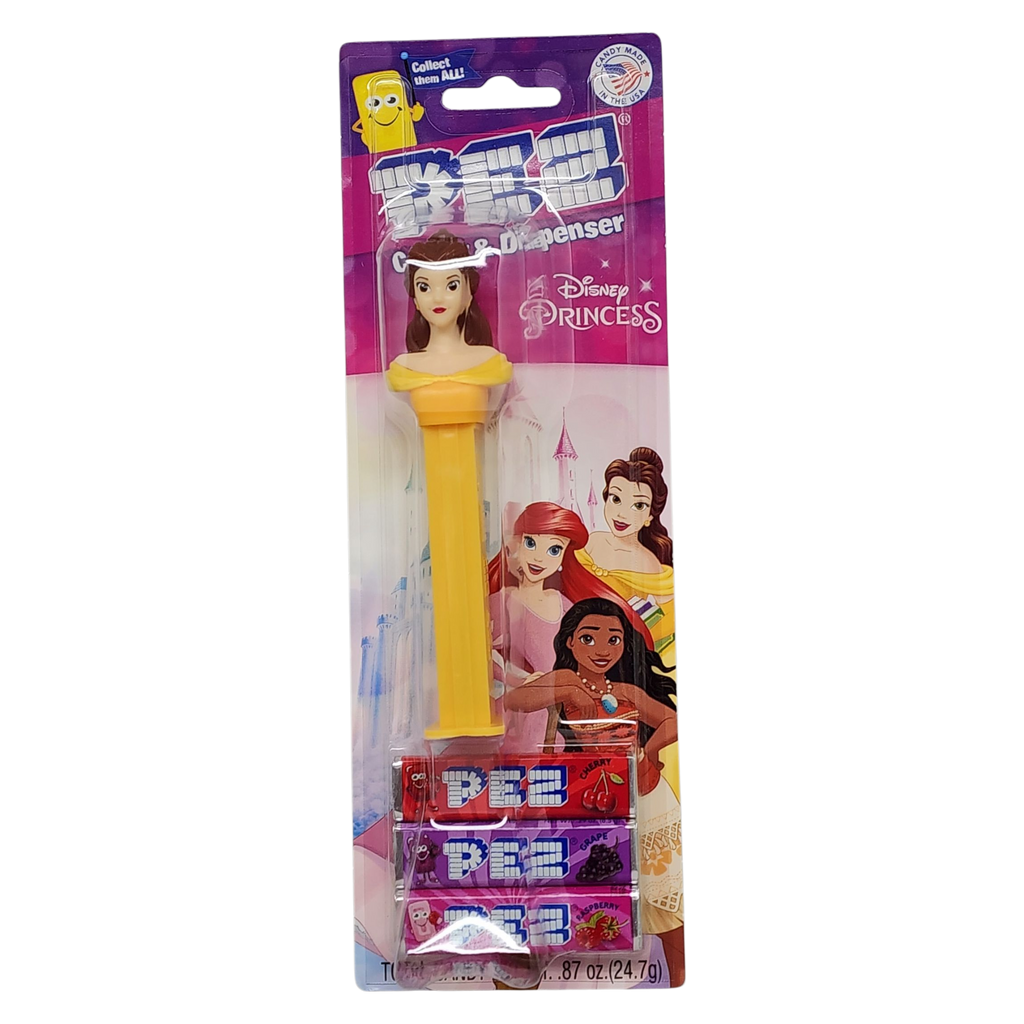 Collect
them ALL!
CANDY MADE
IN THE USA
PEZ®
& Dispenser
Disney
PRINCESS
PEZ
CHERRY
PEZ®
GRAPE
PEZ®
RASPBERRY
.87 oz.(24.7g)